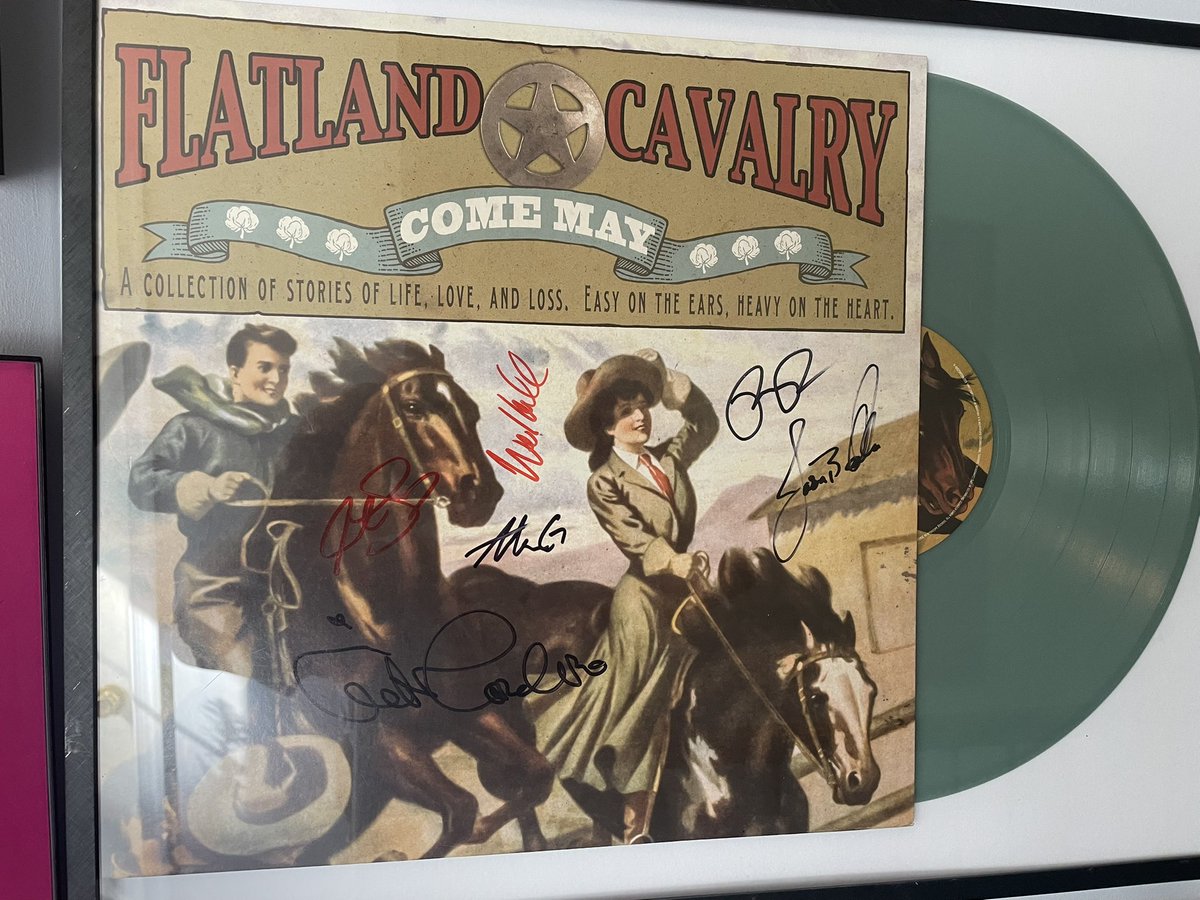 FLATLAND CAVALRY
COME MAY
A COLLECTION OF STORIES OF LIFE, LOVE, AND LOSS. EASY ON THE EARS, HEAVY ON THE HEART.